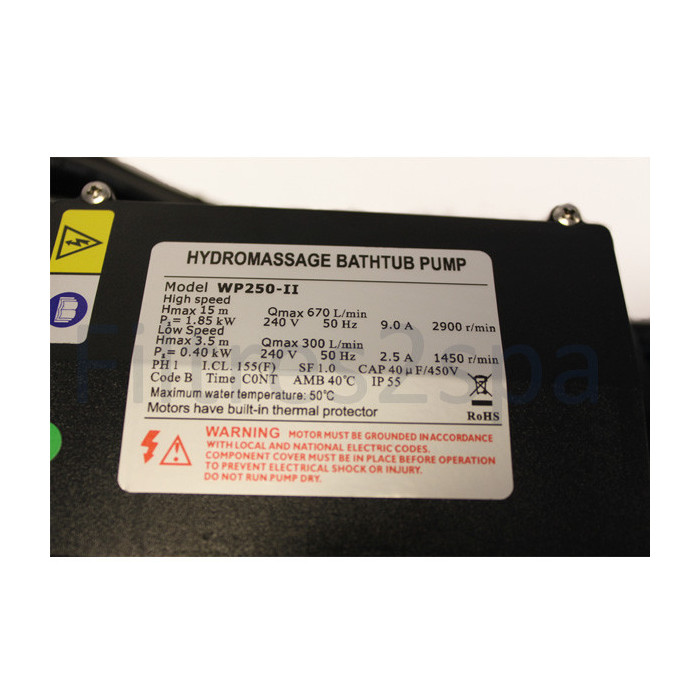 HYDROMASSAGE BATHTUB PUMP
Model WP250-II
High speed
Hmax 15 m Qmax 670 L/min
P₁= 1.85 kW 240 V 50 Hz 9.0 A 2900 r/min
Low Speed
Hmax 3.5 m Qmax 300 L/min
P₁= 0.40 kW 240 V 50 Hz 2.5 A 1450 r/min
PH 1 I.CL. 155(F) SF 1.0 CAP 40 μF/450V
Code B Time CONT AMB 40°C IP 55
Maximum water temperature: 50°C
Motors have built-in thermal protector
RoHS
WARNING MOTOR MUST BE GROUNDED IN ACCORDANCE
WITH LOCAL AND NATIONAL ELECTRIC CODES.
COMPONENT COVER MUST BE IN PLACE BEFORE OPERATION
TO PREVENT ELECTRICAL SHOCK OR INJURY.
DO NOT RUN PUMP DRY.
Fitnes2spa